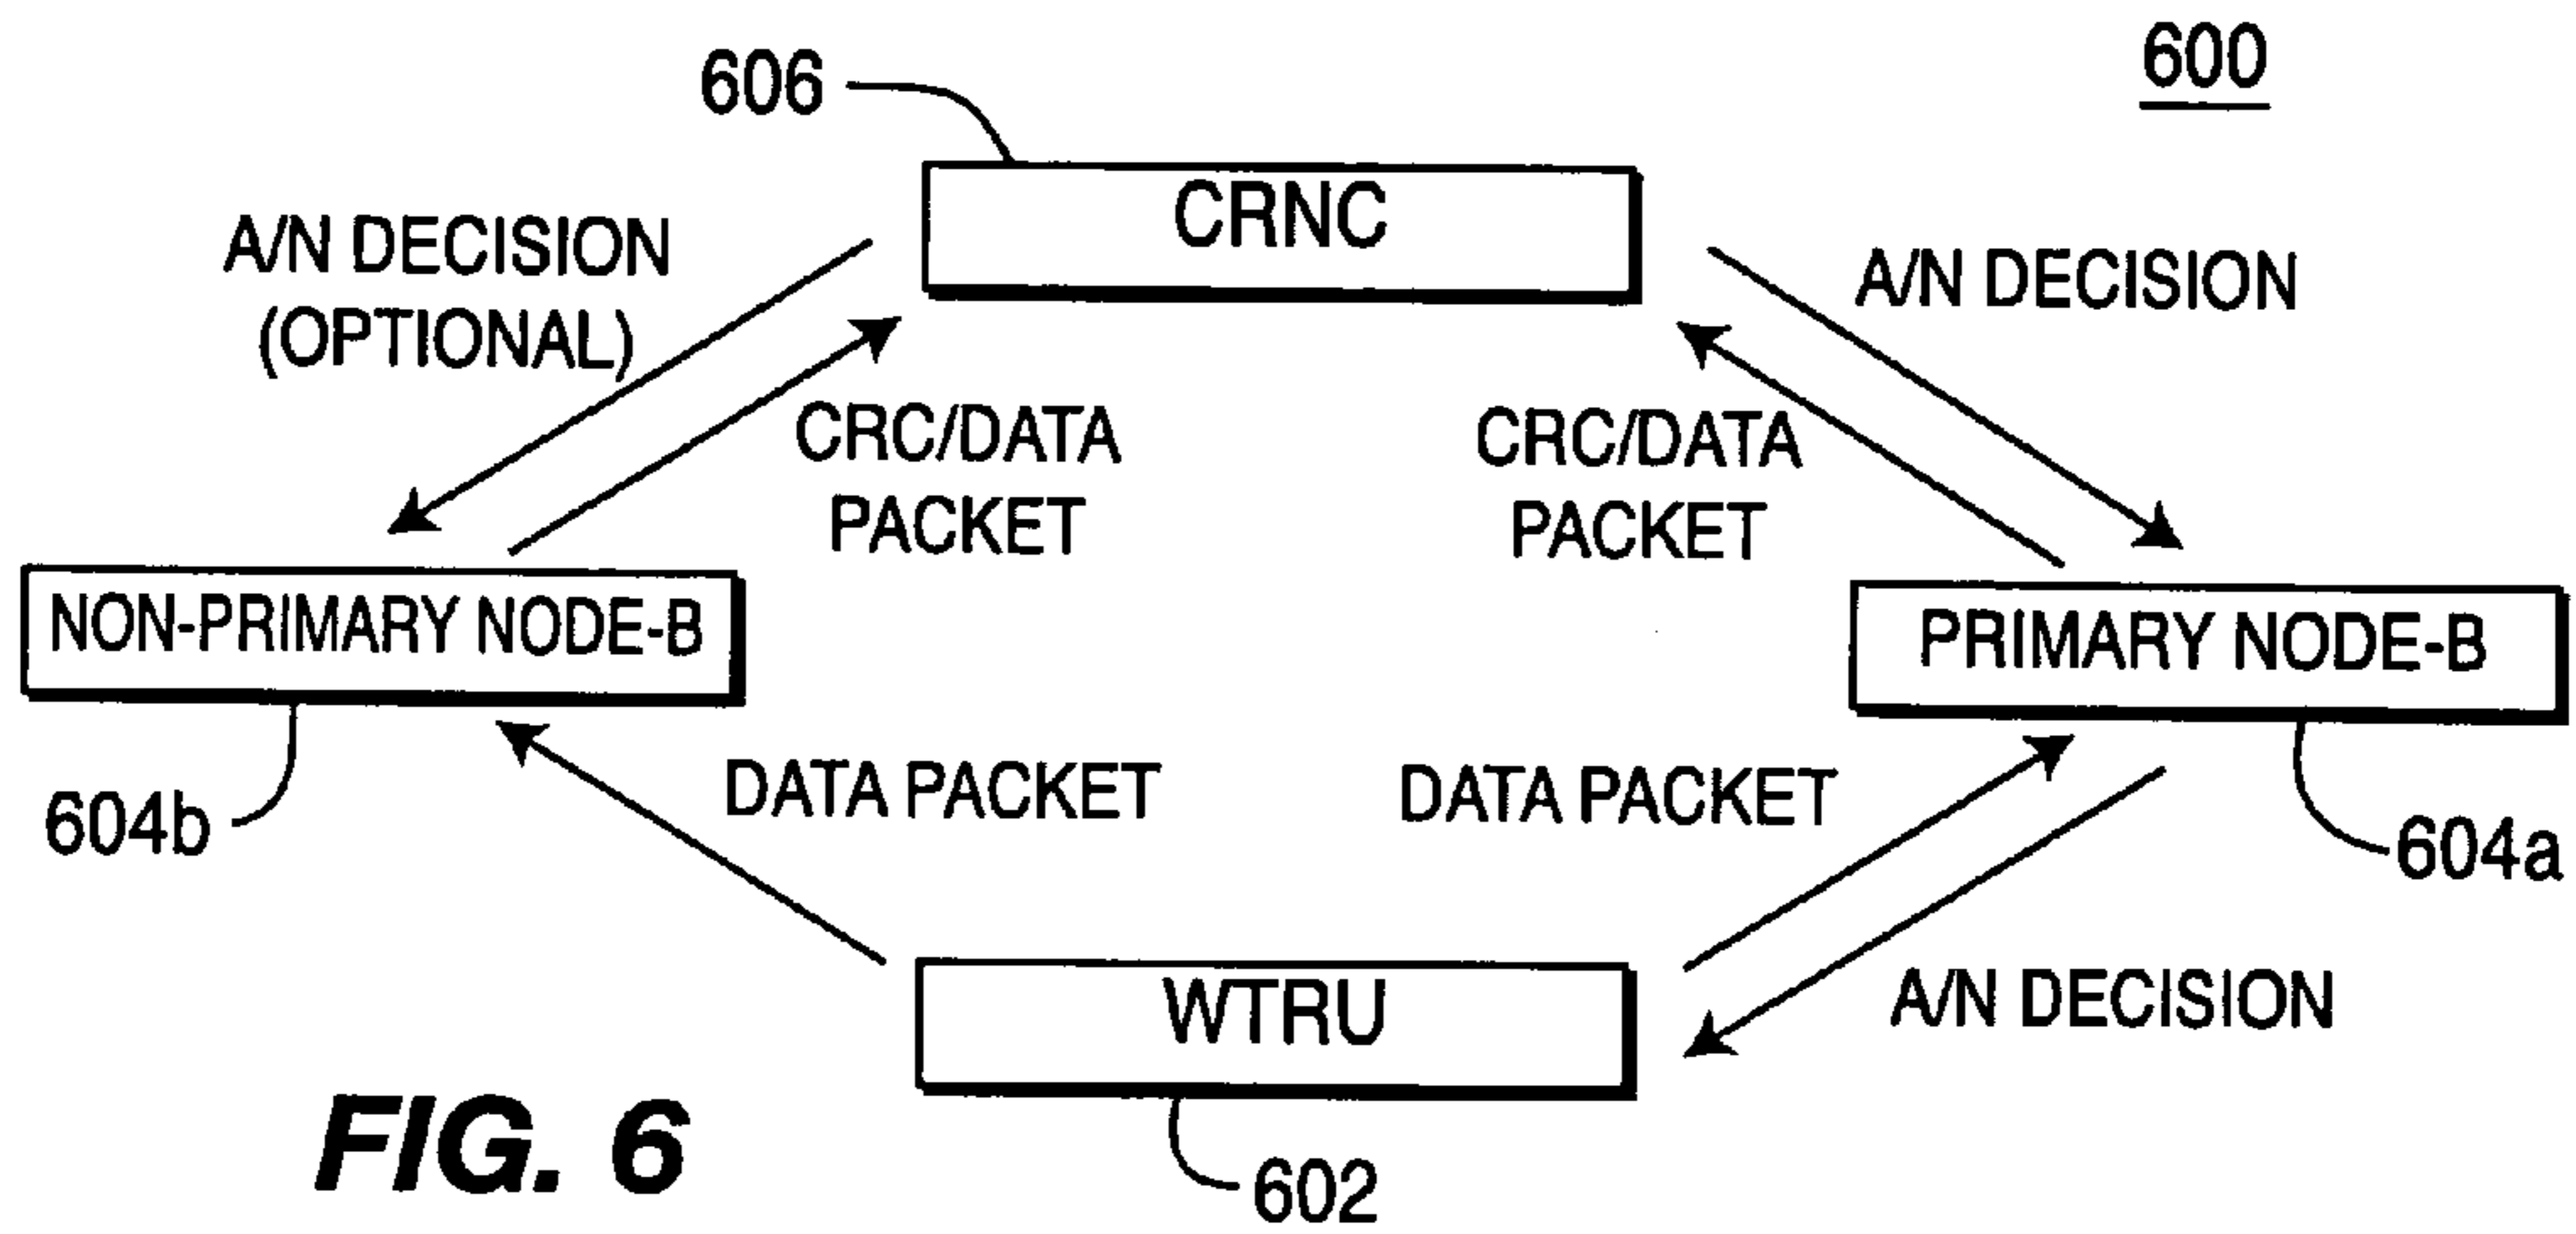 600
606
CRNC
A/N DECISION
(OPTIONAL)
A/N DECISION
CRC/DATA
PACKET
CRC/DATA
PACKET
NON-PRIMARY NODE-B
PRIMARY NODE-B
604b
DATA PACKET
DATA PACKET
604a
WTRU
A/N DECISION
FIG. 6
602